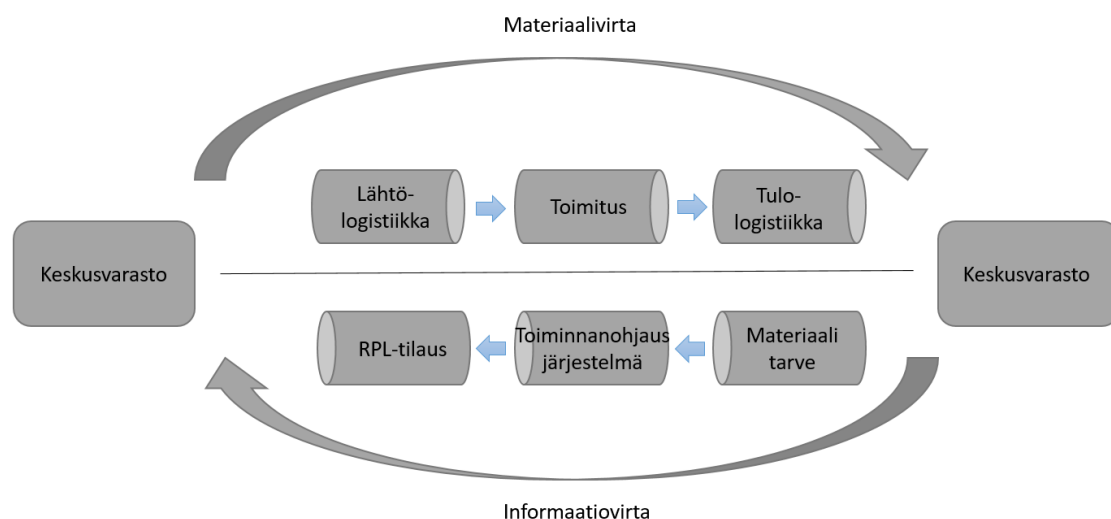 Materiaalivirta
Lähtö-
logistiikka
Toimitus
Tulo-
logistiikka
Keskusvarasto
Keskusvarasto
RPL-tilaus
Toiminnanohjaus
järjestelmä
Materiaali
tarve
Informaatiovirta